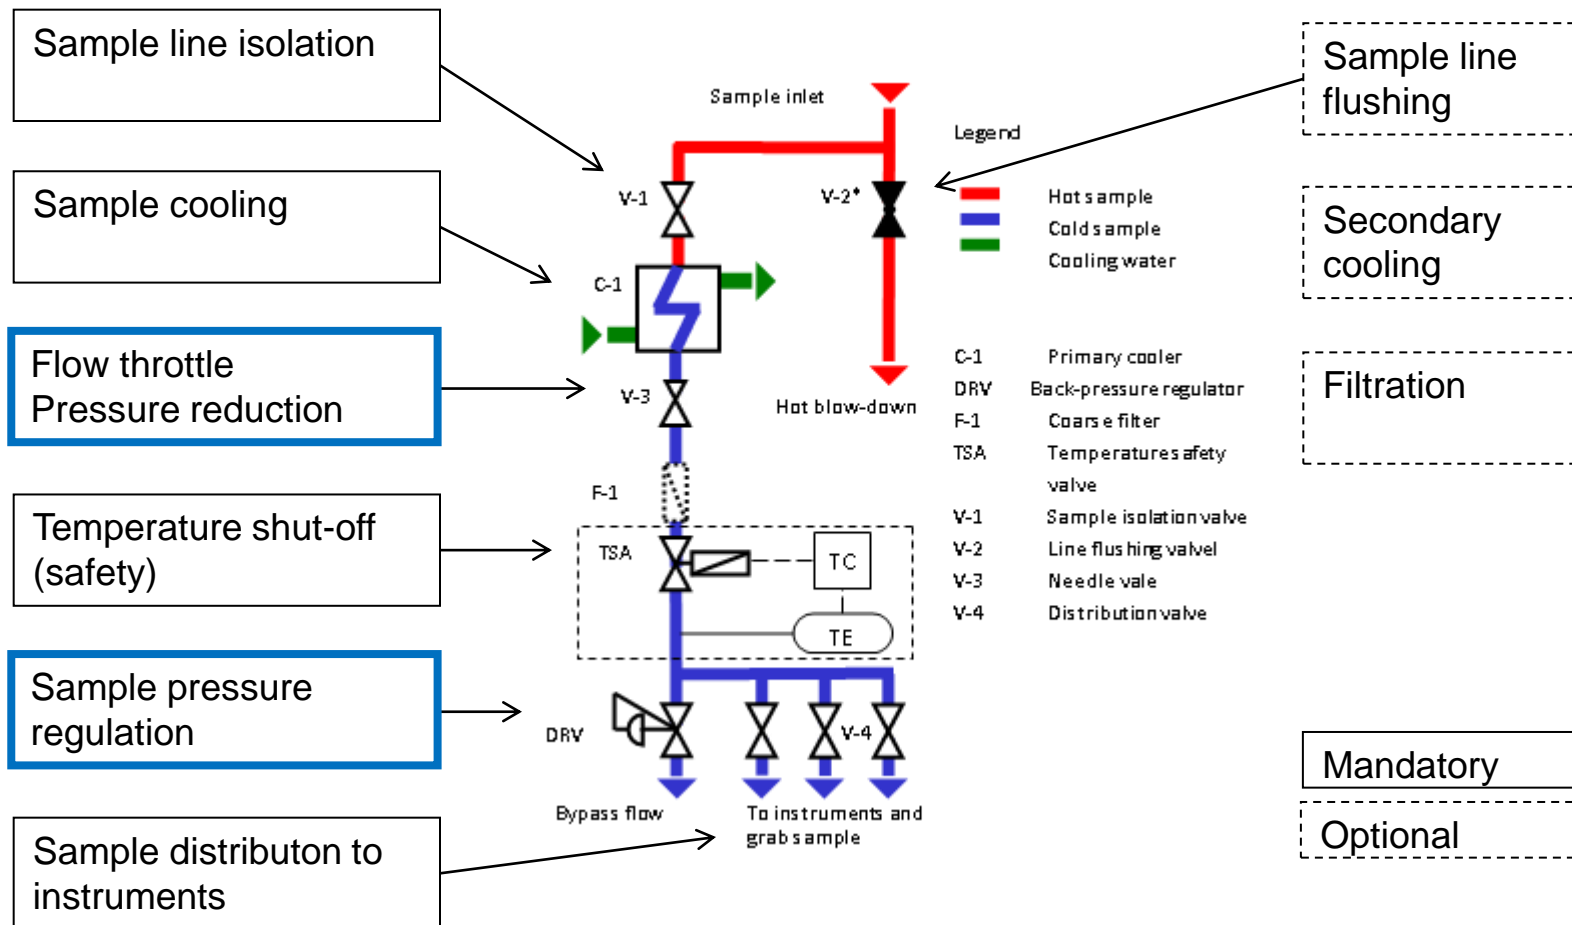 Sample line isolation
Sample cooling
Flow throttle
Pressure reduction
Temperature shut-off
(safety)
Sample pressure
regulation
Sample distributon to
instruments
Sample inlet
V-1
V-2*
C-1
V-3
Hot blow-down
F-1
TSA
TC
TE
DRV
V-4
Bypass flow
To instruments and
grab sample
Legend
Hot sample
Cold sample
Cooling water
C-1 Primary cooler
DRV Back-pressure regulator
F-1 Coarse filter
TSA Temperature safety
valve
V-1 Sample isolation valve
V-2 Line flushing valvel
V-3 Needle vale
V-4 Distribution valve
Sample line
flushing
Secondary
cooling
Filtration
Mandatory
Optional